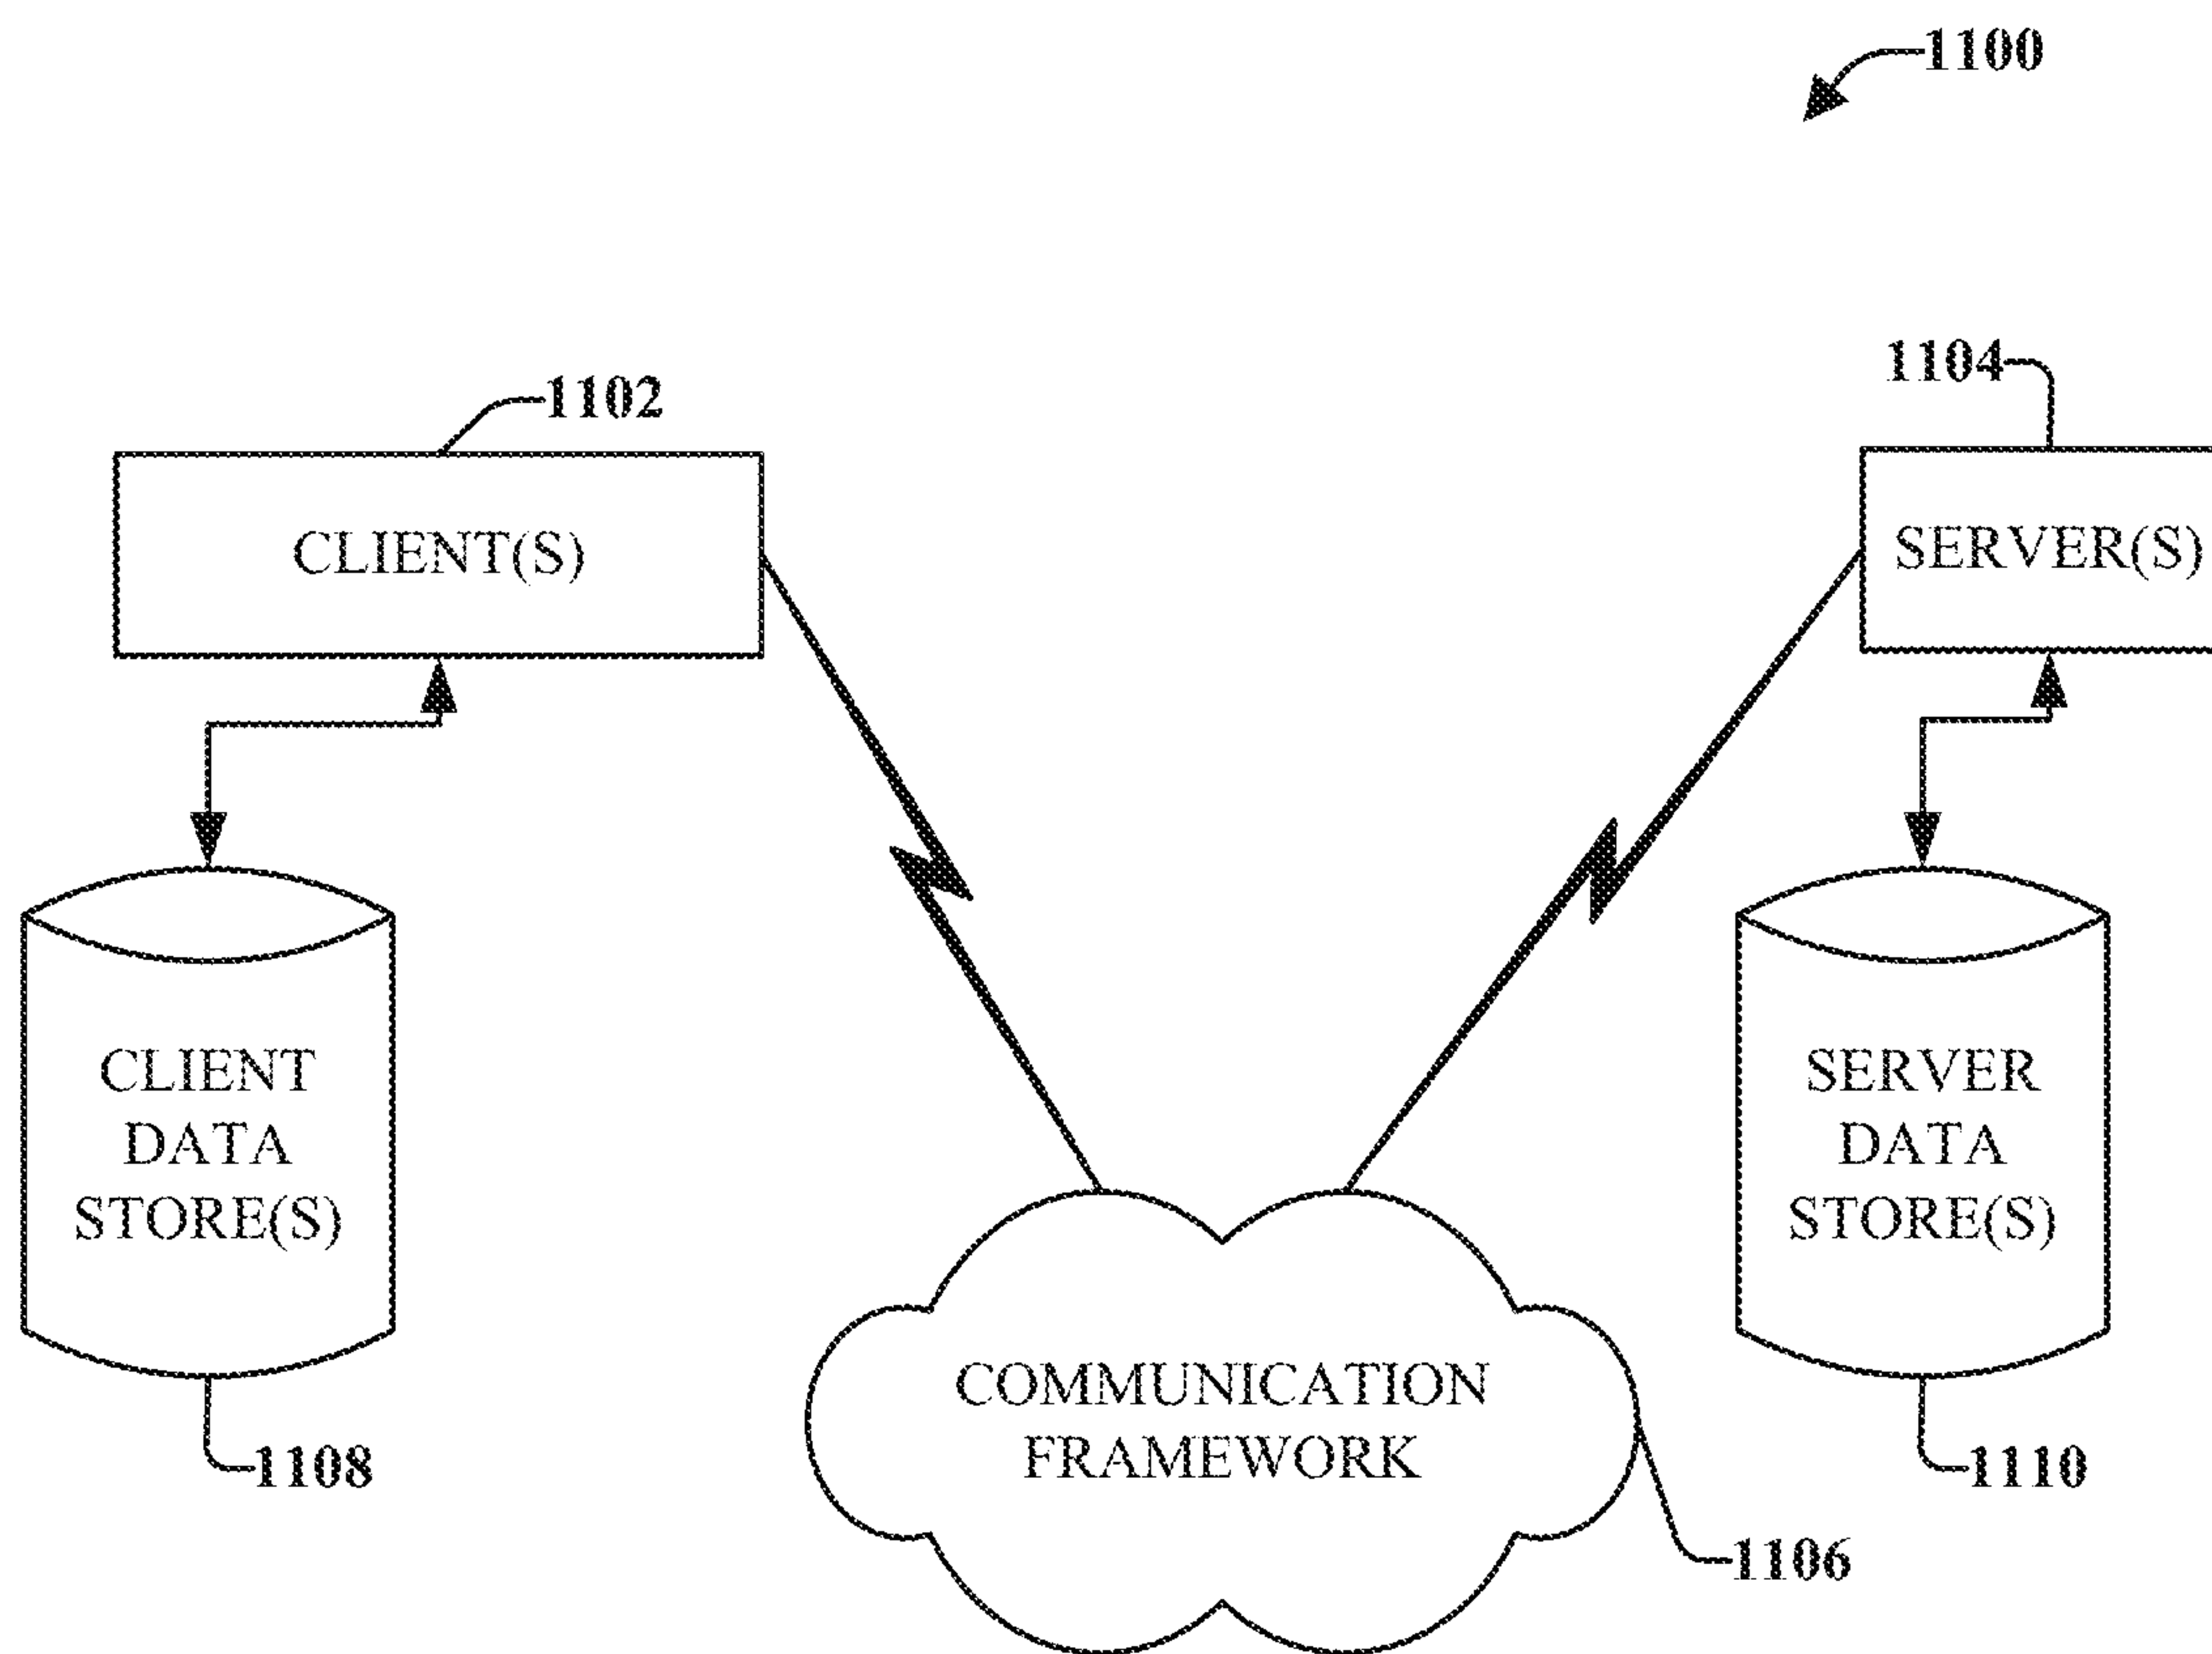 1100
1102
1104
CLIENT(S)
SERVER(S)
CLIENT
DATA
STORE(S)
SERVER
DATA
STORE(S)
COMMUNICATION
FRAMEWORK
1108
1110
1106